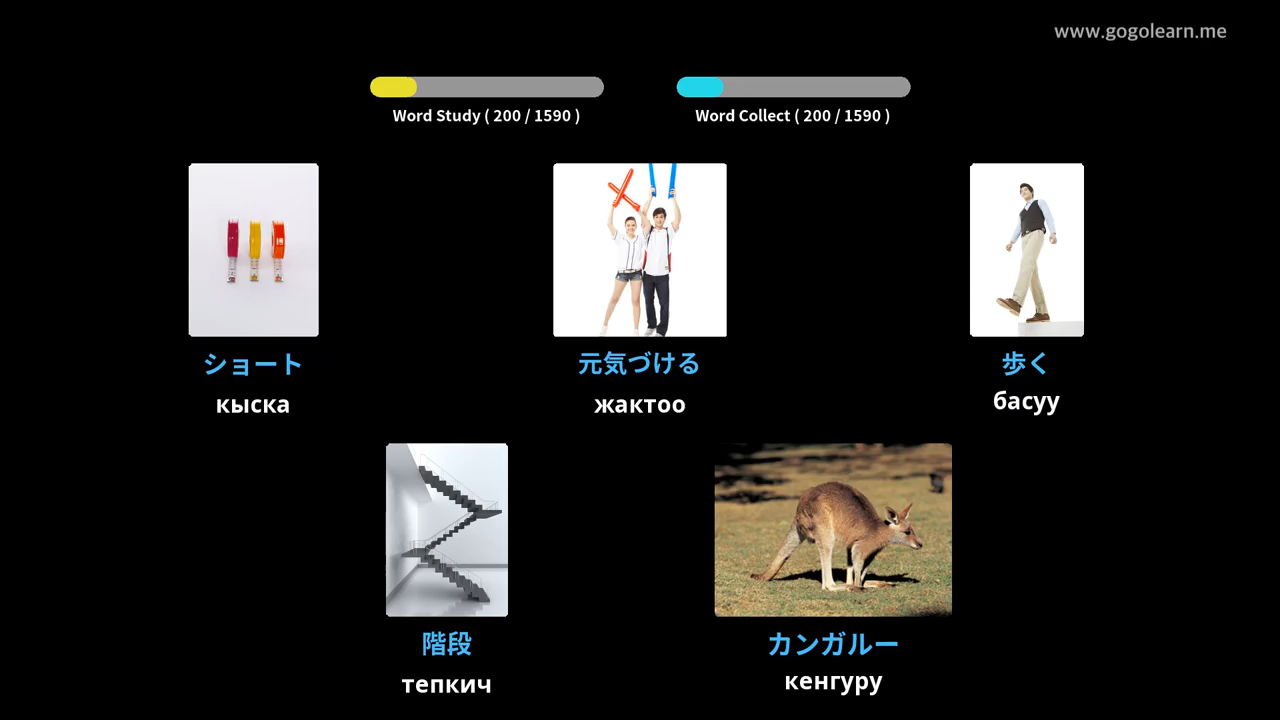 www.gogolearn.me
Word Study ( 200 / 1590 )
Word Collect ( 200 / 1590 )
ショート
кыска
元気づける
жактоо
歩く
басуу
階段
тепкич
カンガルー
кенгуру